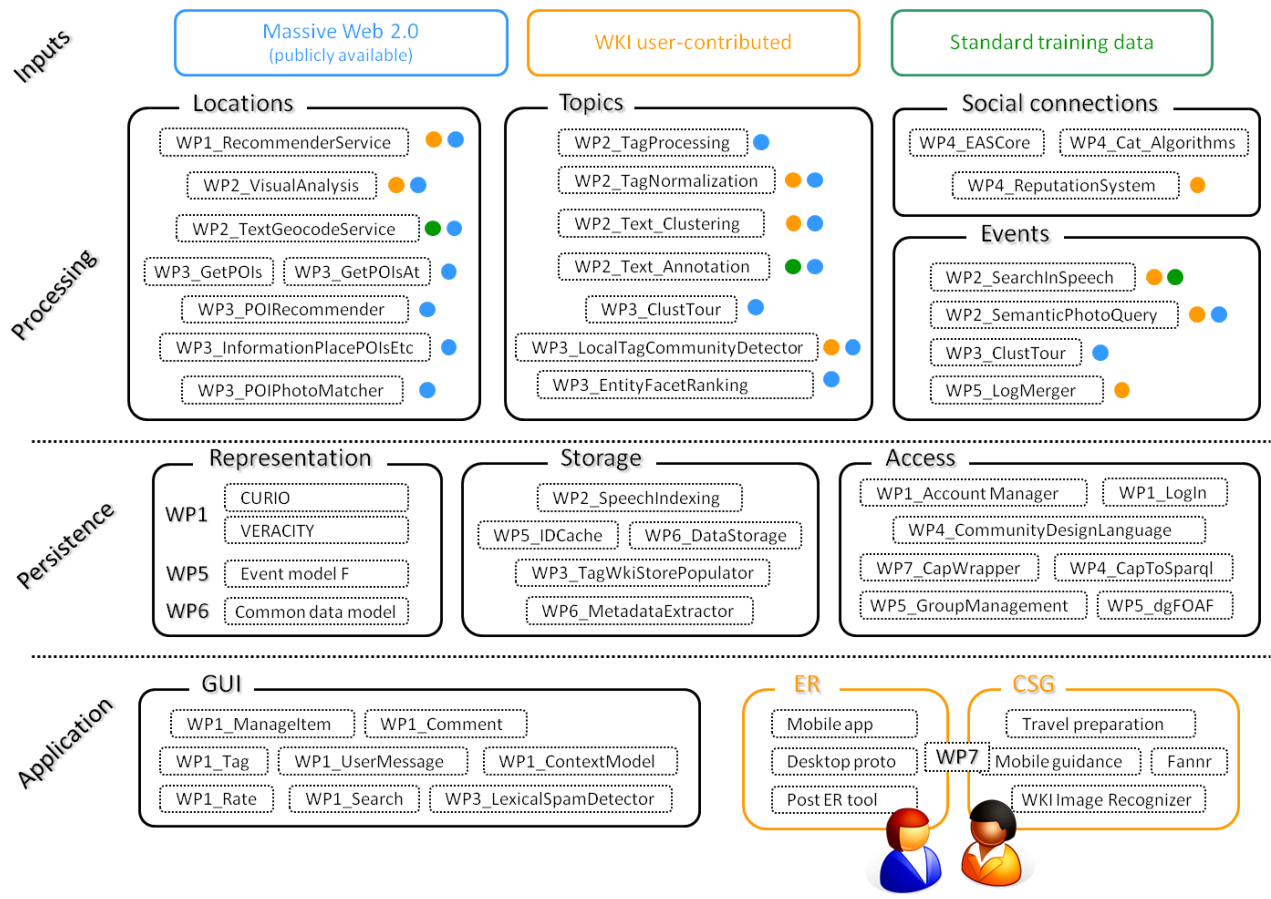 Inputs
Massive Web 2.0
(publicly available)
WKI user-contributed
Standard training data
Processing
Locations
WP1_RecommenderService
WP2_VisualAnalysis
WP2_TextGeocodeService
WP3_GetPOIs
WP3_GetPOIsAt
WP3_POIRecommender
WP3_InformationPlacePOIsEtc
WP3_POIPhotoMatcher
Topics
WP2_TagProcessing
WP2_TagNormalization
WP2_Text_Clustering
WP2_Text_Annotation
WP3_ClustTour
WP3_LocalTagCommunityDetector
WP3_EntityFacetRanking
Social connections
WP4_EASCore
WP4_Cat_Algorithms
WP4_ReputationSystem
Events
WP2_SearchInSpeech
WP2_SemanticPhotoQuery
WP3_ClustTour
WP5_LogMerger
Persistence
Representation
WP1
CURIO
VERACITY
WP5
Event model F
WP6
Common data model
Storage
WP2_SpeechIndexing
WP5_IDCache
WP6_DataStorage
WP3_TagWkiStorePopulator
WP6_MetadataExtractor
Access
WP1_Account Manager
WP1_LogIn
WP4_CommunityDesignLanguage
WP7_CapWrapper
WP4_CapToSparql
WP5_GroupManagement
WP5_dgFOAF
Application
GUI
WP1_ManageItem
WP1_Comment
WP1_Tag
WP1_UserMessage
WP1_ContextModel
WP1_Rate
WP1_Search
WP3_LexicalSpamDetector
ER
Mobile app
Desktop proto
Post ER tool
WP7
CSG
Travel preparation
Mobile guidance
Fannr
WKI Image Recognizer